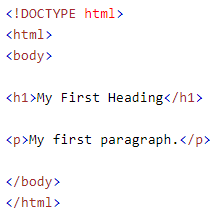 <!DOCTYPE html>
<html>
<body>
<h1>My First Heading</h1>
<p>My first paragraph.</p>
</body>
</html>